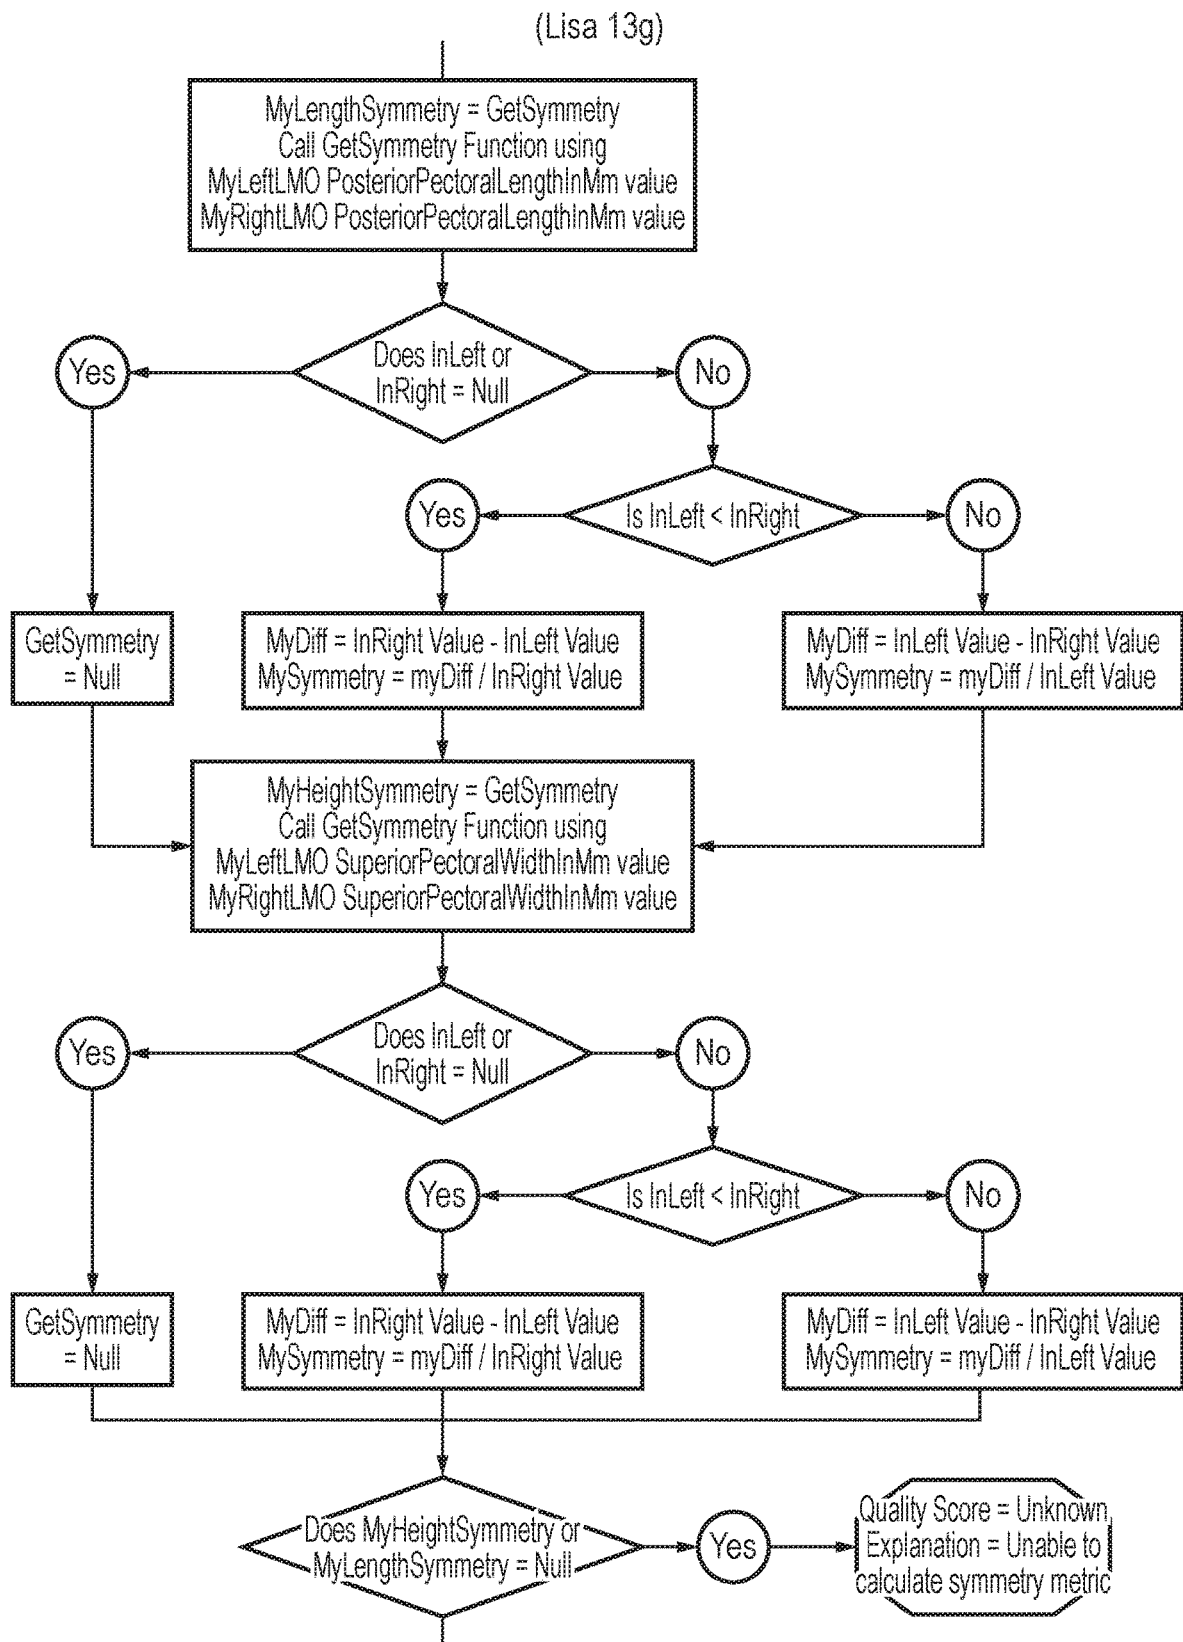 (Lisa 13g)
MyLengthSymmetry = GetSymmetry
Call GetSymmetry Function using
MyLeftLMO PosteriorPectoralLengthInMm value
MyRightLMO PosteriorPectoralLengthInMm value
Does InLeft or
InRight = Null
Yes
No
Is InLeft < InRight
Yes
No
GetSymmetry
= Null
MyDiff = InRight Value - InLeft Value
MySymmetry = myDiff / InRight Value
MyDiff = InLeft Value - InRight Value
MySymmetry = myDiff / InLeft Value
MyHeightSymmetry = GetSymmetry
Call GetSymmetry Function using
MyLeftLMO SuperiorPectoralWidthInMm value
MyRightLMO SuperiorPectoralWidthInMm value
Does InLeft or
InRight = Null
Yes
No
Is InLeft < InRight
Yes
No
GetSymmetry
= Null
MyDiff = InRight Value - InLeft Value
MySymmetry = myDiff / InRight Value
MyDiff = InLeft Value - InRight Value
MySymmetry = myDiff / InLeft Value
Does MyHeightSymmetry or
MyLengthSymmetry = Null
Yes
Quality Score = Unknown,
Explanation = Unable to
calculate symmetry metric